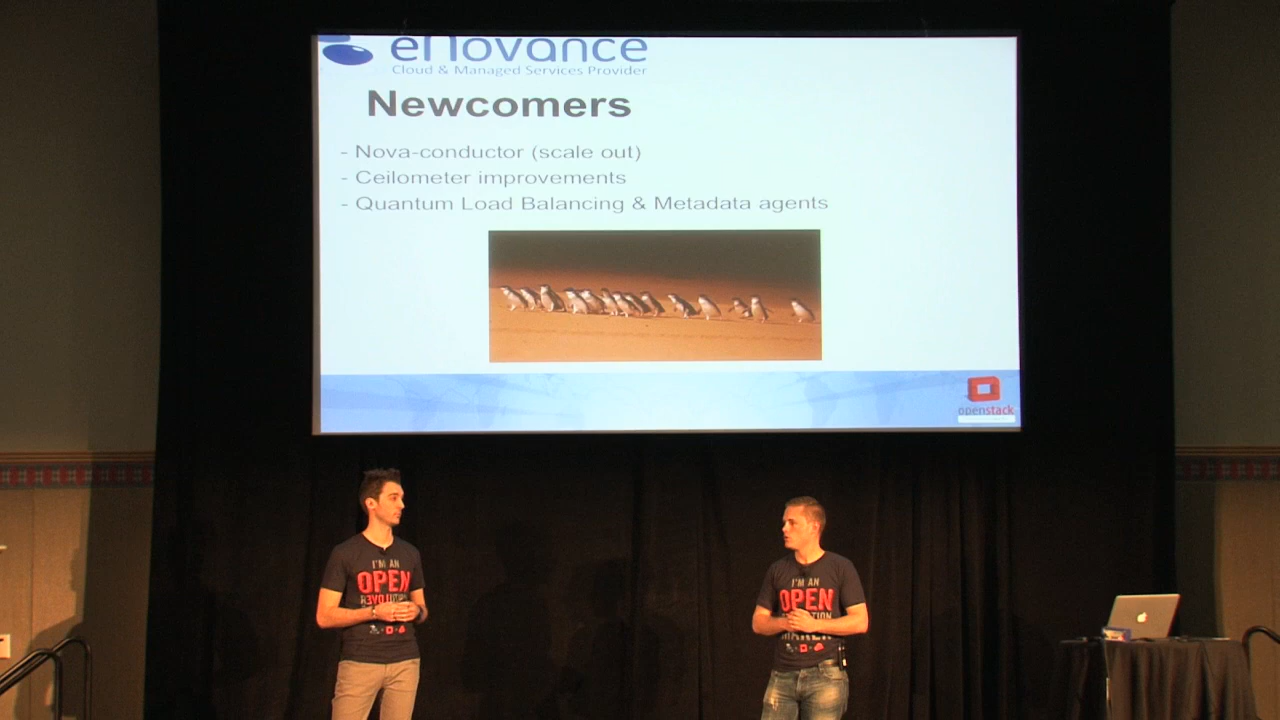 eNovance
Cloud & Managed Services Provider
Newcomers
- Nova-conductor (scale out)
- Ceilometer improvements
- Quantum Load Balancing & Metadata agents
openstack
I'M AN
OPEN
I'M AN
OPEN